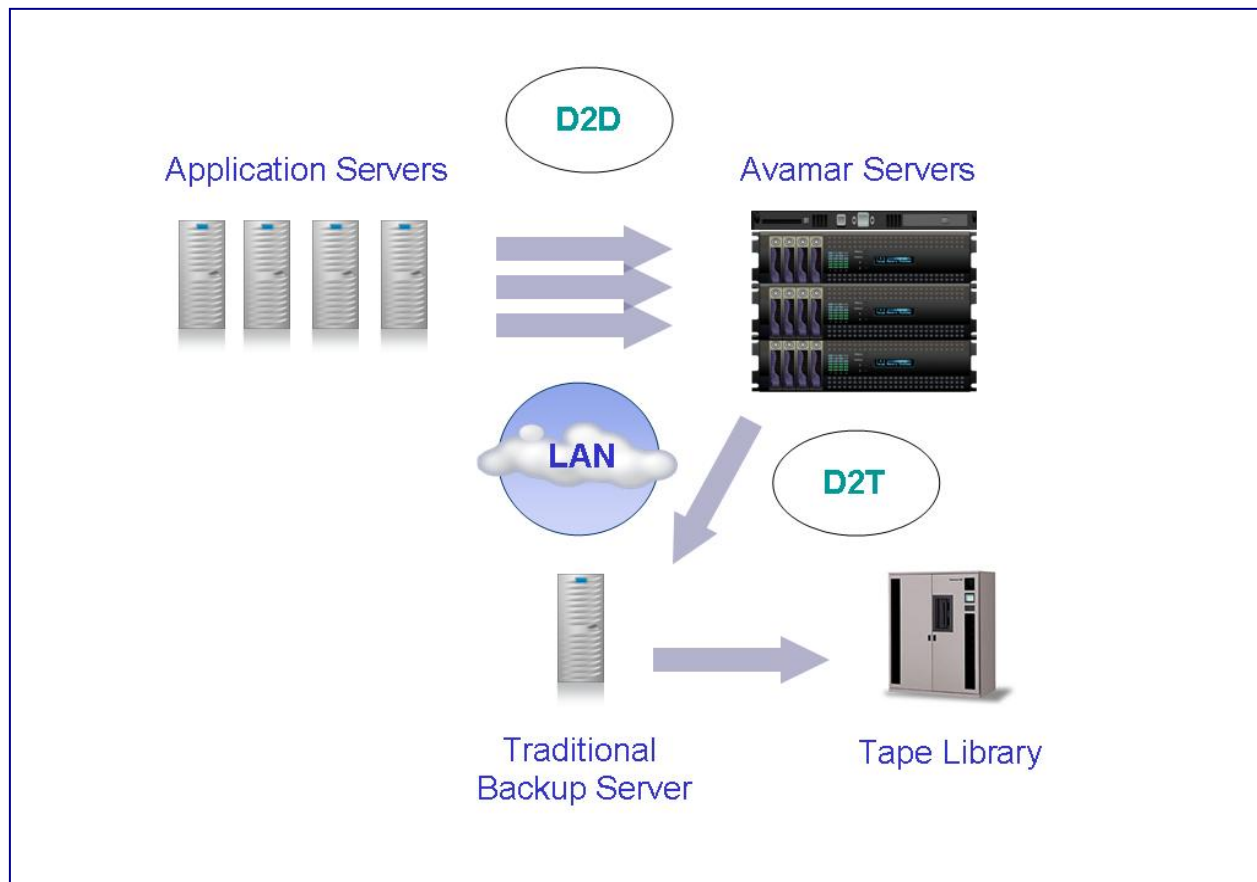 D2D
Application Servers
Avamar Servers
LAN
D2T
Traditional
Backup Server
Tape Library